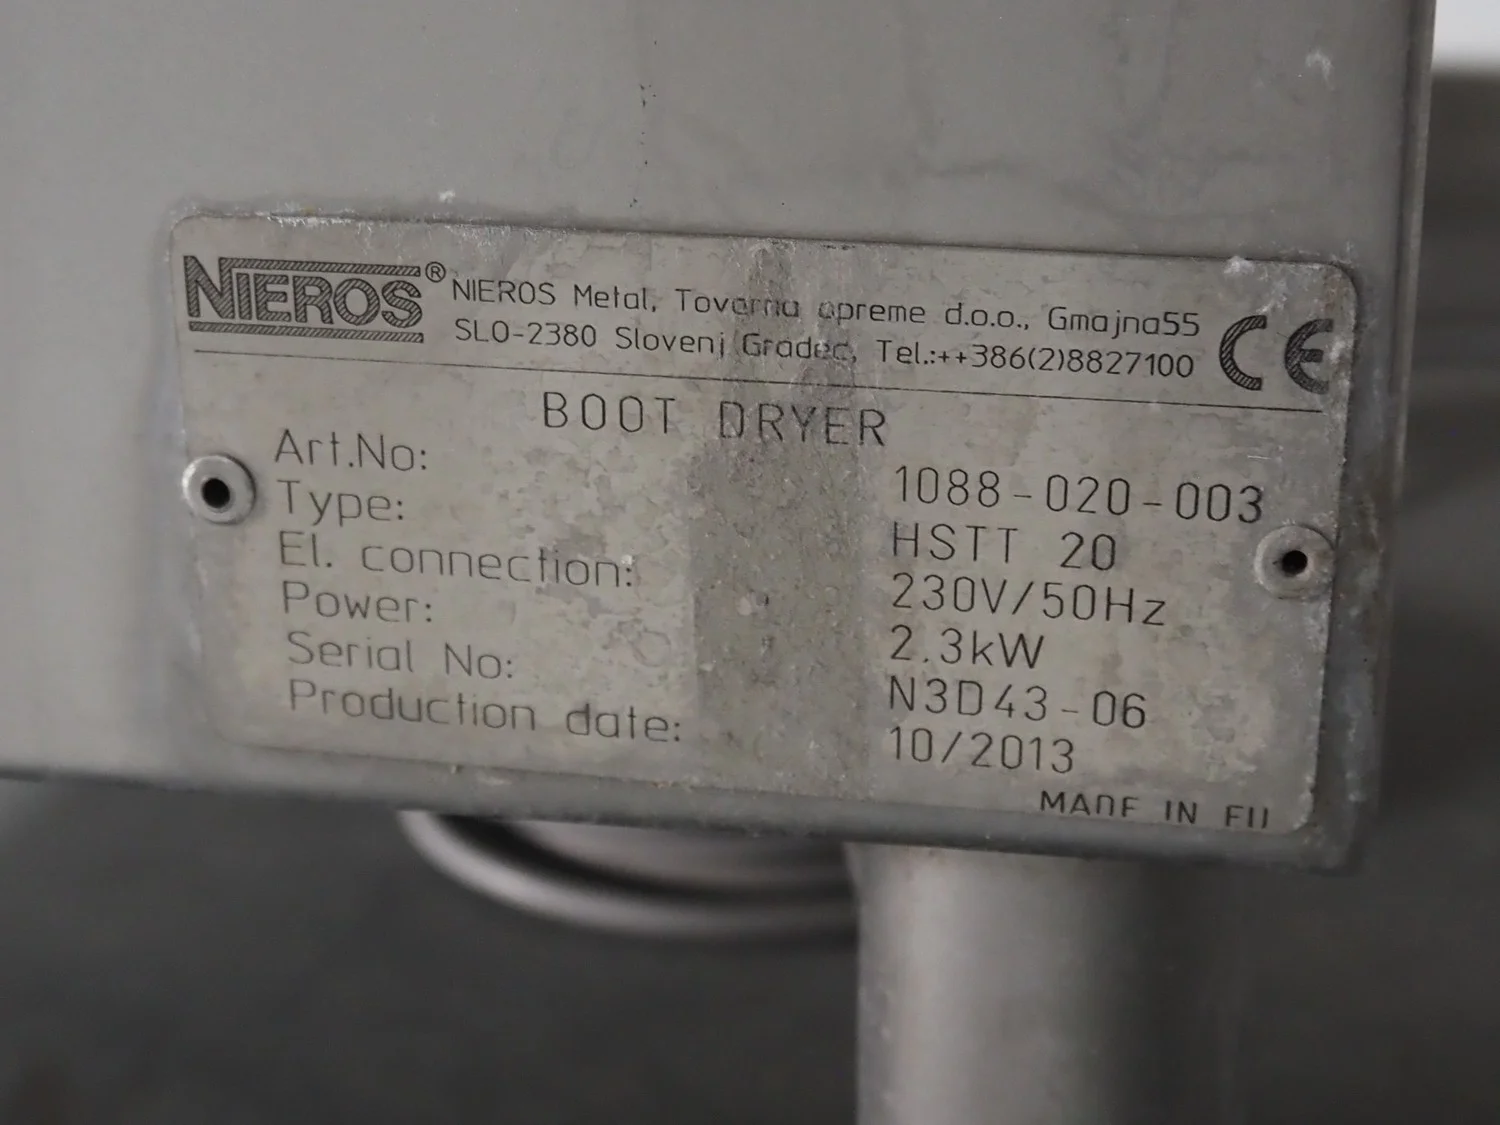 NIEROS® NIEROS Metal, Tovarna opreme d.o.o., Gmajna55
SLO-2380 Slovenj Gradec, Tel.:++386(2)8827100
CE
BOOT DRYER
Art.No: 1088-020-003
Type: HSTT 20
El. connection: 230V/50Hz
Power: 2.3kW
Serial No: N3D43-06
Production date: 10/2013
MADE IN EU